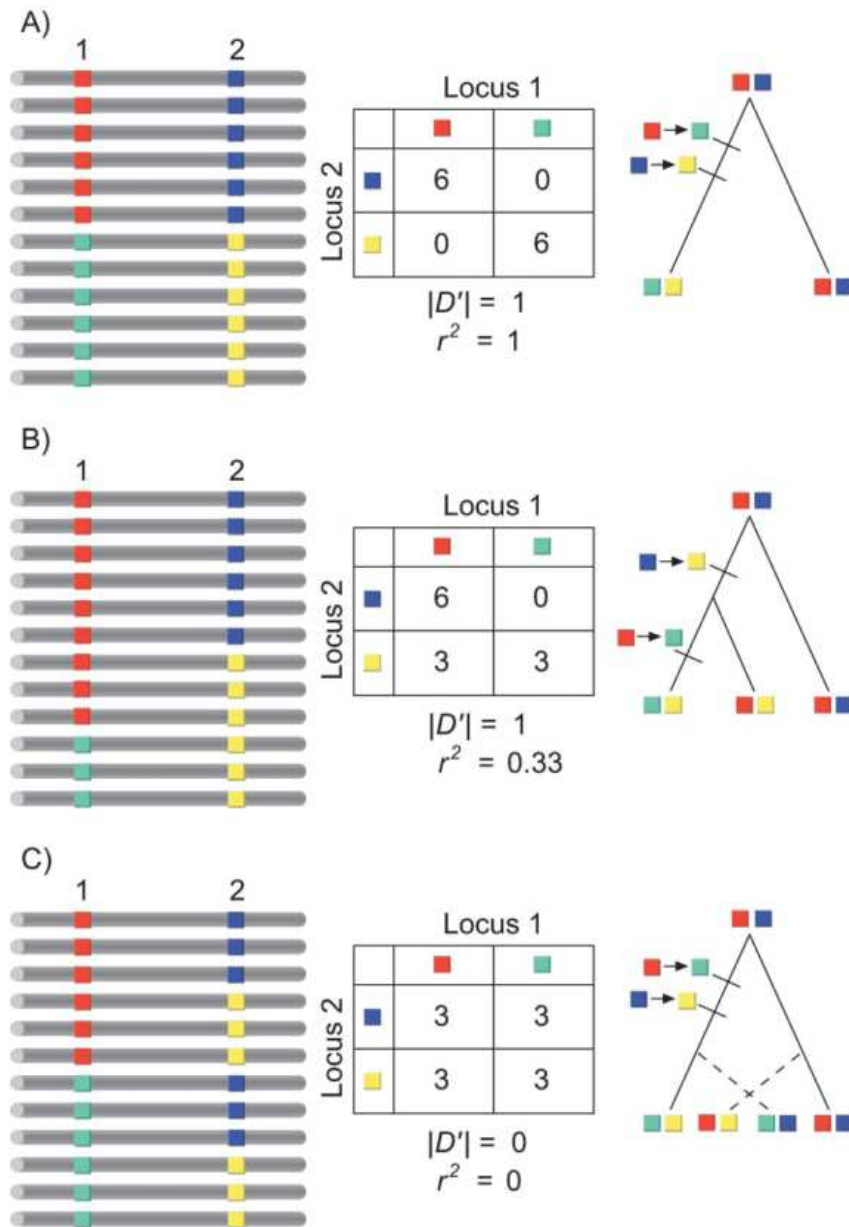 A)
1 2
Locus 1
Locus 2
6 0
0 6
|D'| = 1
r² = 1
B)
1 2
Locus 1
Locus 2
6 0
3 3
|D'| = 1
r² = 0.33
C)
1 2
Locus 1
Locus 2
3 3
3 3
|D'| = 0
r² = 0